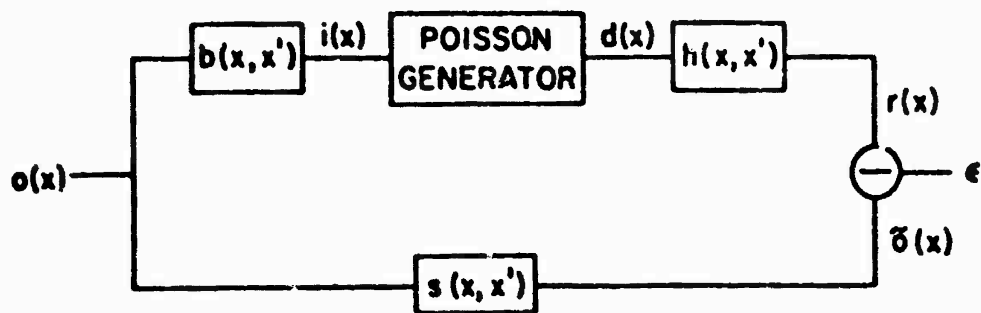 b(x,x')
i(x)
POISSON
GENERATOR
d(x)
h(x,x')
r(x)
o(x)
−
ϵ
õ(x)
s(x,x')